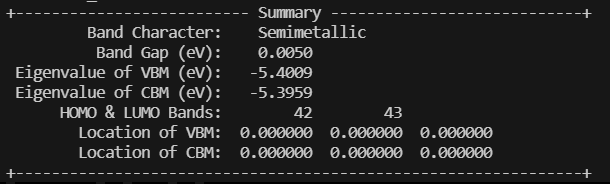 +-------------------------- Summary ----------------------------+
Band Character: Semimetallic
Band Gap (eV): 0.0050
Eigenvalue of VBM (eV): -5.4009
Eigenvalue of CBM (eV): -5.3959
HOMO & LUMO Bands: 42 43
Location of VBM: 0.000000 0.000000 0.000000
Location of CBM: 0.000000 0.000000 0.000000
+---------------------------------------------------------------+